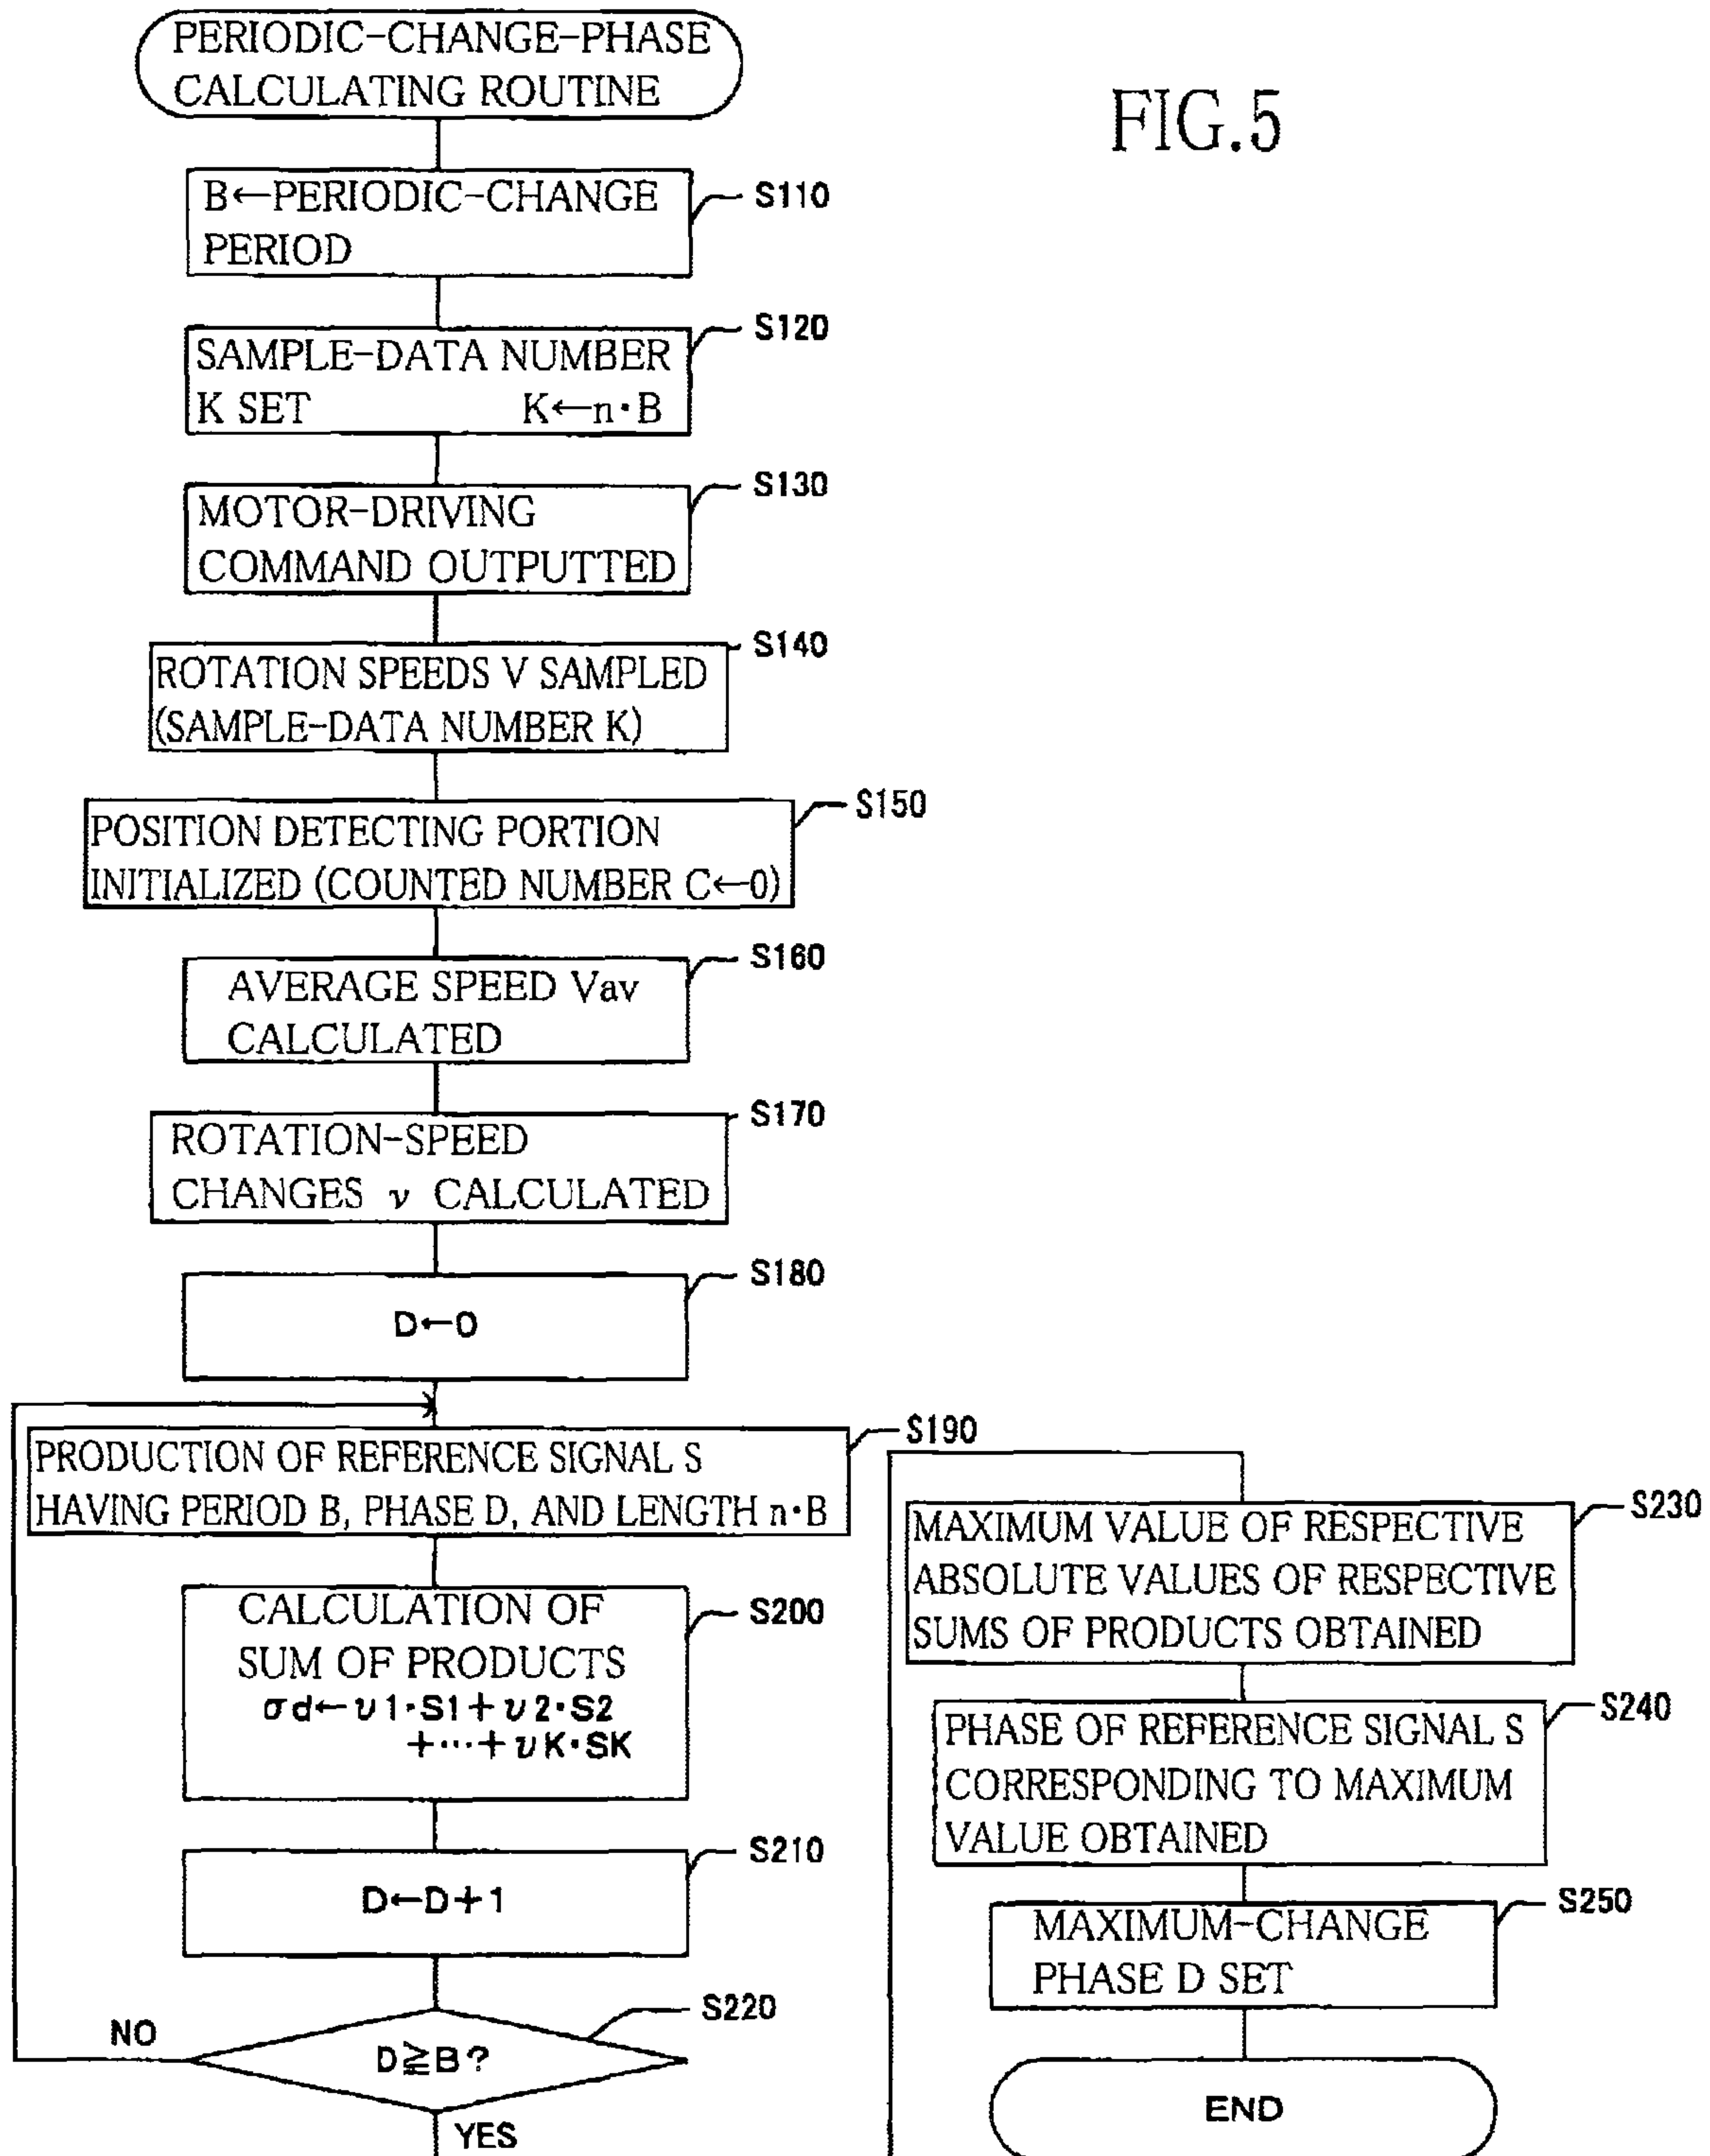 PERIODIC-CHANGE-PHASE
CALCULATING ROUTINE
FIG.5
B←PERIODIC-CHANGE
PERIOD
S110
SAMPLE-DATA NUMBER
K SET K←n·B
S120
MOTOR-DRIVING
COMMAND OUTPUTTED
S130
ROTATION SPEEDS V SAMPLED
(SAMPLE-DATA NUMBER K)
S140
POSITION DETECTING PORTION
INITIALIZED (COUNTED NUMBER C←0)
S150
AVERAGE SPEED Vav
CALCULATED
S160
ROTATION-SPEED
CHANGES ν CALCULATED
S170
D←0
S180
PRODUCTION OF REFERENCE SIGNAL S
HAVING PERIOD B, PHASE D, AND LENGTH n·B
S190
CALCULATION OF
SUM OF PRODUCTS
σd←υ1·S1+υ2·S2
+···+υK·SK
S200
D←D+1
S210
D≧B?
S220
NO
YES
MAXIMUM VALUE OF RESPECTIVE
ABSOLUTE VALUES OF RESPECTIVE
SUMS OF PRODUCTS OBTAINED
S230
PHASE OF REFERENCE SIGNAL S
CORRESPONDING TO MAXIMUM
VALUE OBTAINED
S240
MAXIMUM-CHANGE
PHASE D SET
S250
END